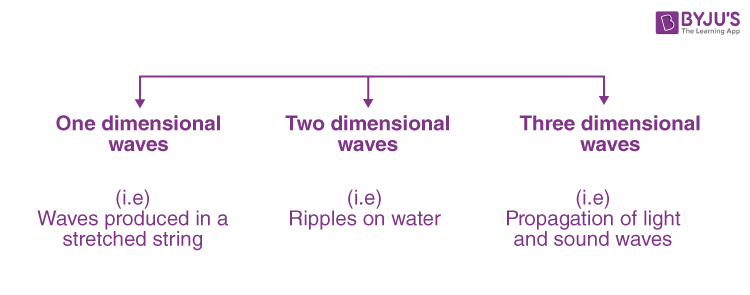 BYJU'S
The Learning App
One dimensional
waves
Two dimensional
waves
Three dimensional
waves
(i.e)
Waves produced in a
stretched string
(i.e)
Ripples on water
(i.e)
Propagation of light
and sound waves